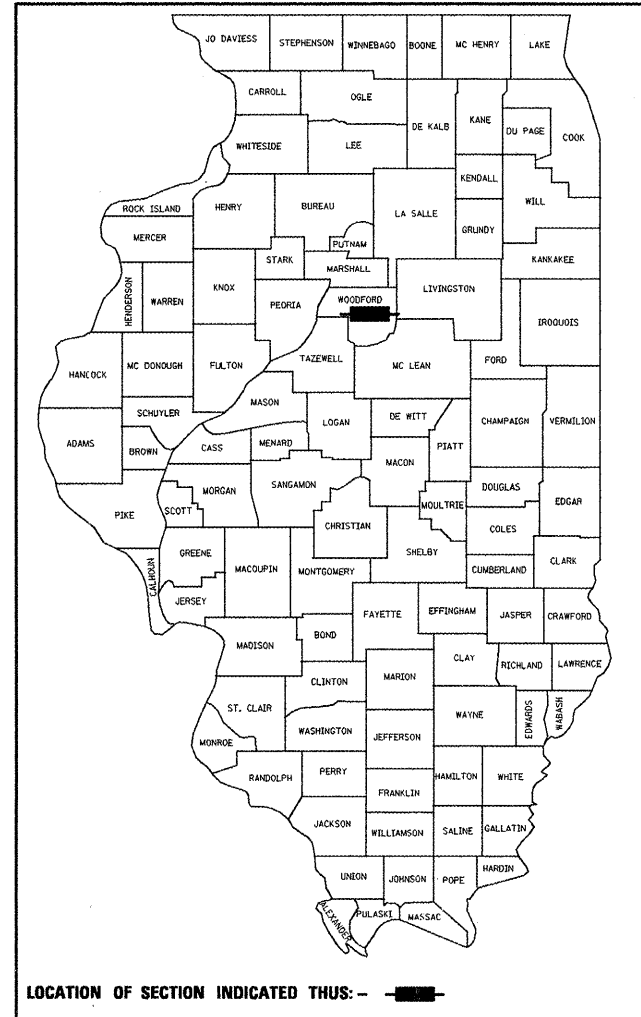 JO DAVIESS STEPHENSON WINNEBAGO BOONE MC HENRY LAKE
CARROLL OGLE DE KALB KANE DU PAGE COOK
WHITESIDE LEE
KENDALL WILL
ROCK ISLAND HENRY BUREAU LA SALLE GRUNDY
MERCER PUTNAM KANKAKEE
STARK MARSHALL
HENDERSON WARREN KNOX PEORIA WOODFORD LIVINGSTON IROQUOIS
HANCOCK MC DONOUGH FULTON TAZEWELL MC LEAN FORD
SCHUYLER MASON LOGAN DE WITT CHAMPAIGN VERMILION
ADAMS BROWN CASS MENARD MACON PIATT
PIKE SCOTT MORGAN SANGAMON MOULTRIE DOUGLAS EDGAR
CHRISTIAN COLES
CALHOUN GREENE MACOUPIN MONTGOMERY SHELBY CUMBERLAND CLARK
JERSEY FAYETTE EFFINGHAM JASPER CRAWFORD
MADISON BOND CLAY RICHLAND LAWRENCE
CLINTON MARION
ST. CLAIR WAYNE EDWARDS WABASH
MONROE WASHINGTON JEFFERSON
RANDOLPH PERRY HAMILTON WHITE
FRANKLIN
JACKSON WILLIAMSON SALINE GALLATIN
UNION JOHNSON POPE HARDIN
ALEXANDER PULASKI MASSAC
LOCATION OF SECTION INDICATED THUS: -